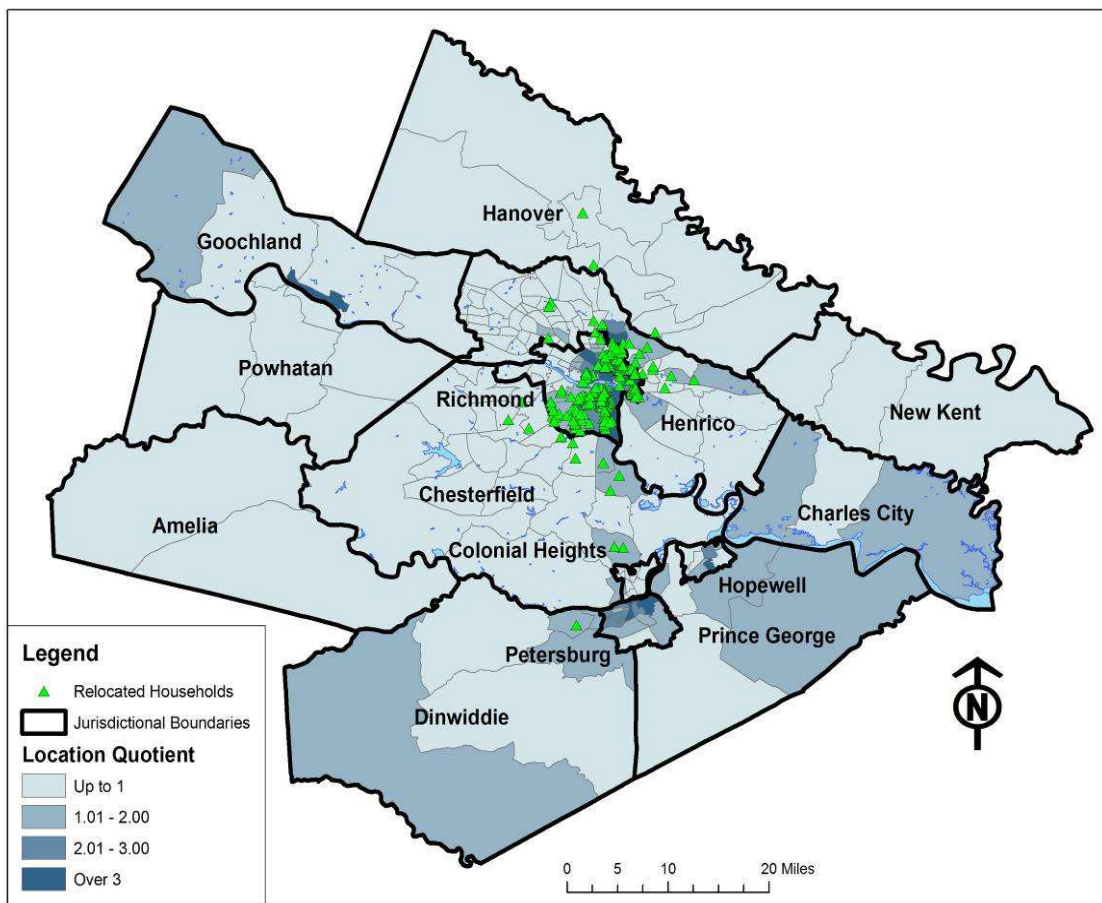 Hanover
Goochland
Powhatan
Richmond
Henrico
New Kent
Chesterfield
Charles City
Amelia
Colonial Heights
Hopewell
Prince George
Petersburg
Dinwiddie
N
Legend
Relocated Households
Jurisdictional Boundaries
Location Quotient
Up to 1
1.01 - 2.00
2.01 - 3.00
Over 3
0 5 10 20 Miles